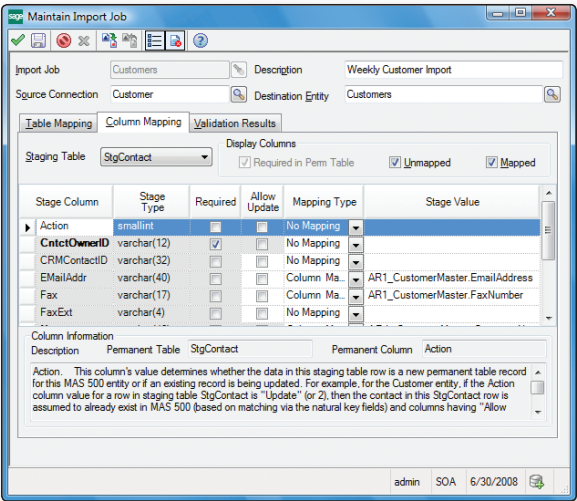 sage Maintain Import Job
Import Job Customers Description Weekly Customer Import
Source Connection Customer Destination Entity Customers
Table Mapping Column Mapping Validation Results
Display Columns
Staging Table StgContact Required in Perm Table Unmapped Mapped
Stage Column Stage Type Required Allow Update Mapping Type Stage Value
Action smallint No Mapping
CntctOwnerID varchar(12) No Mapping
CRMContactID varchar(32) No Mapping
EMailAddr varchar(40) Column Ma... AR1_CustomerMaster.EmailAddress
Fax varchar(17) Column Ma... AR1_CustomerMaster.FaxNumber
FaxExt varchar(4) No Mapping
Column Information
Description Permanent Table StgContact Permanent Column Action
Action. This column's value determines whether the data in this staging table row is a new permanent table record
for this MAS 500 entity or if an existing record is being updated. For example, for the Customer entity, if the Action
column value for a row in staging table StgContact is "Update" (or 2), then the contact in this StgContact row is
assumed to already exist in MAS 500 (based on matching via the natural key fields) and columns having "Allow
admin SOA 6/30/2008